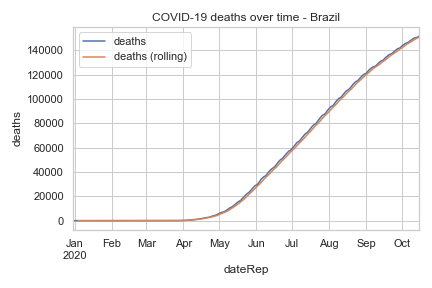 COVID-19 deaths over time - Brazil
deaths
deaths (rolling)
140000
120000
100000
80000
60000
40000
20000
0
deaths
Jan Feb Mar Apr May Jun Jul Aug Sep Oct
2020
dateRep